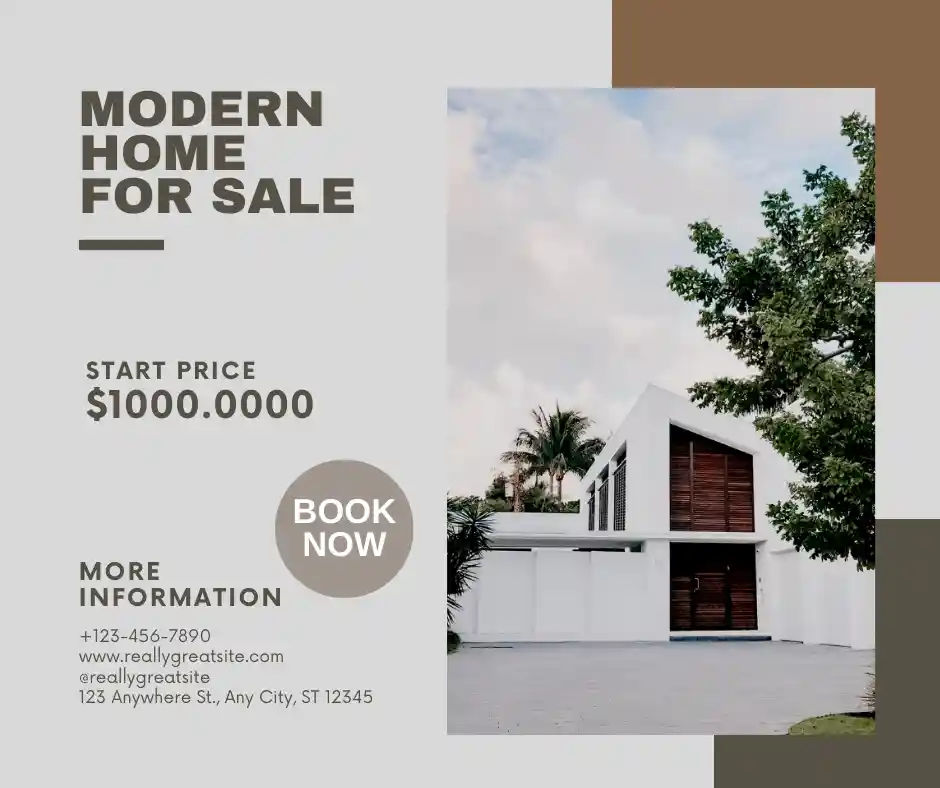 MODERN
HOME
FOR SALE
START PRICE
$1000.0000
BOOK
NOW
MORE
INFORMATION
+123-456-7890
www.reallygreatsite.com
@reallygreatsite
123 Anywhere St., Any City, ST 12345